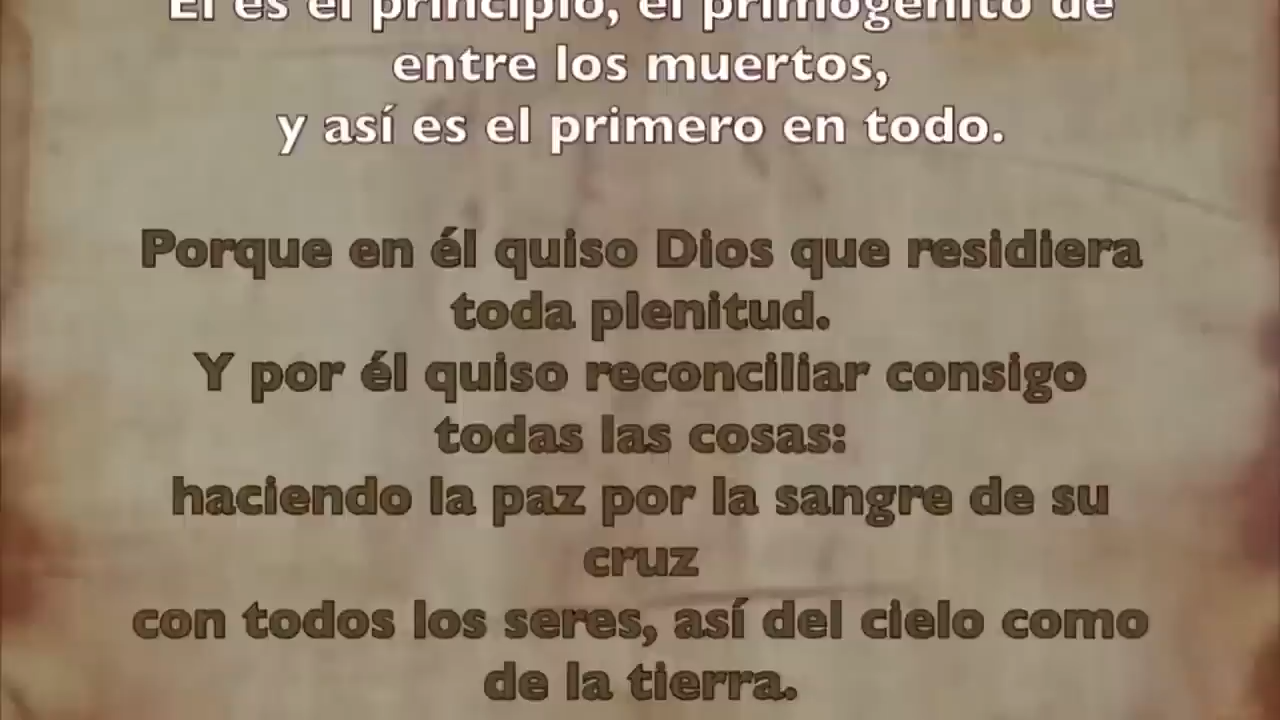 Él es el principio, el primogénito de
entre los muertos,
y así es el primero en todo.
Porque en él quiso Dios que residiera
toda plenitud.
Y por él quiso reconciliar consigo
todas las cosas:
haciendo la paz por la sangre de su
cruz
con todos los seres, así del cielo como
de la tierra.